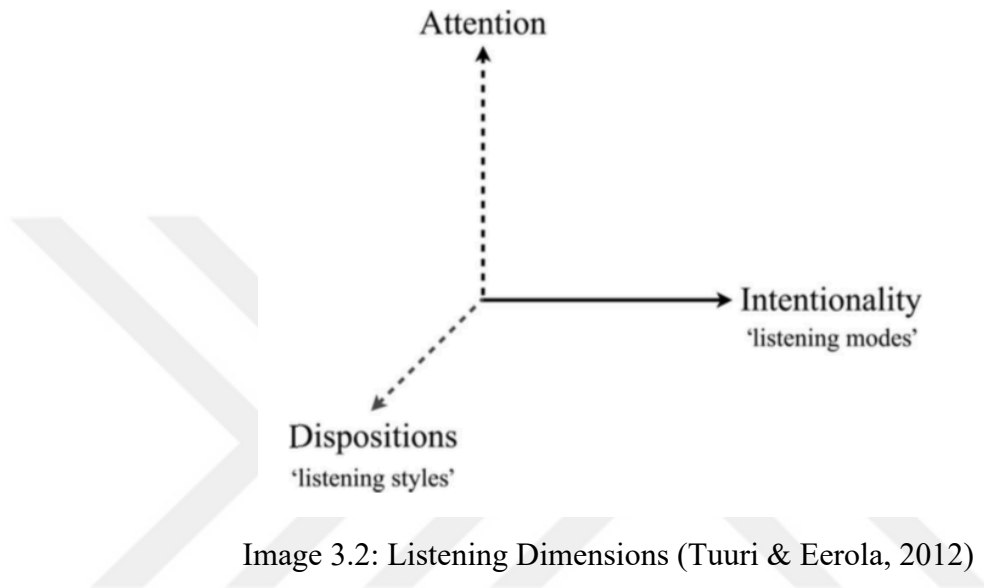 Attention
Intentionality
‘listening modes’
Dispositions
‘listening styles’
Image 3.2: Listening Dimensions (Tuuri & Eerola, 2012)